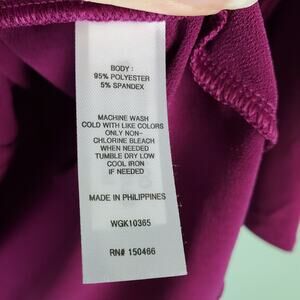 BODY :
95% POLYESTER
5% SPANDEX
MACHINE WASH
COLD WITH LIKE COLORS
ONLY NON-
CHLORINE BLEACH
WHEN NEEDED
TUMBLE DRY LOW
COOL IRON
IF NEEDED
MADE IN PHILIPPINES
WGK10365
RN# 150466